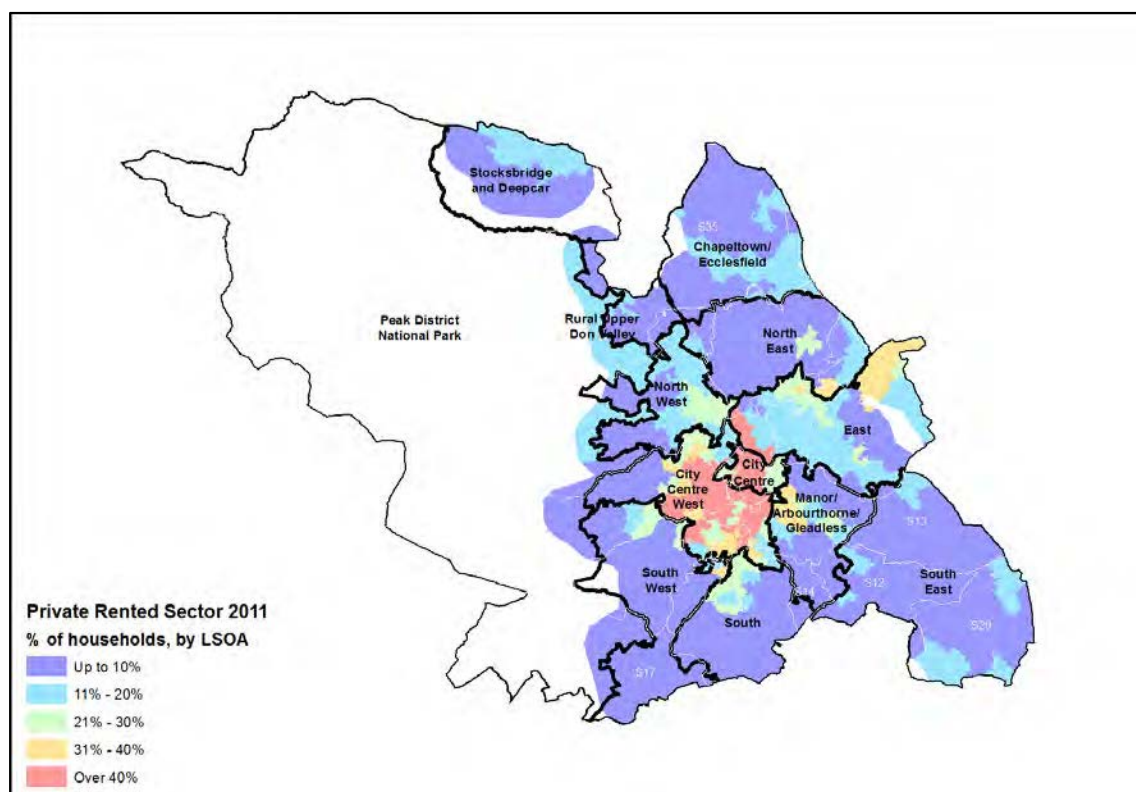 Stocksbridge
and Deepcar
S35
Chapeltown/
Ecclesfield
Peak District
National Park
Rural Upper
Don Valley
North
East
North
West
East
City
Centre
West
City
Centre
Manor/
Arbourthorne/
Gleadless
S13
South
West
S12
South
East
South
S20
S17
Private Rented Sector 2011
% of households, by LSOA
Up to 10%
11% - 20%
21% - 30%
31% - 40%
Over 40%